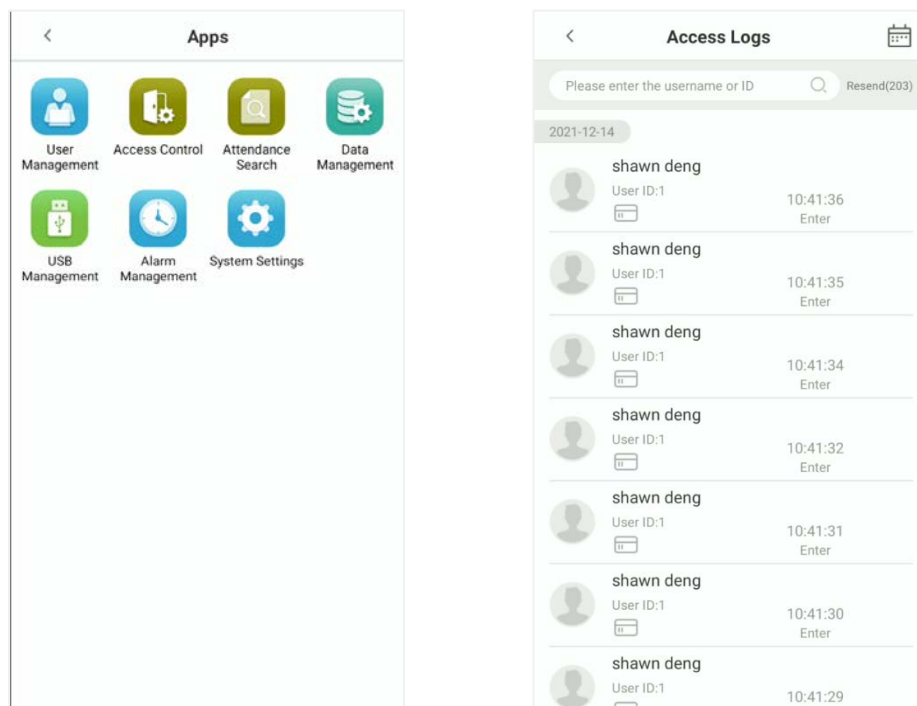 Apps
User
Management
Access Control
Attendance
Search
Data
Management
USB
Management
Alarm
Management
System Settings
Access Logs
Please enter the username or ID
Resend(203)
2021-12-14
shawn deng
User ID:1
10:41:36
Enter
shawn deng
User ID:1
10:41:35
Enter
shawn deng
User ID:1
10:41:34
Enter
shawn deng
User ID:1
10:41:32
Enter
shawn deng
User ID:1
10:41:31
Enter
shawn deng
User ID:1
10:41:30
Enter
shawn deng
User ID:1
10:41:29